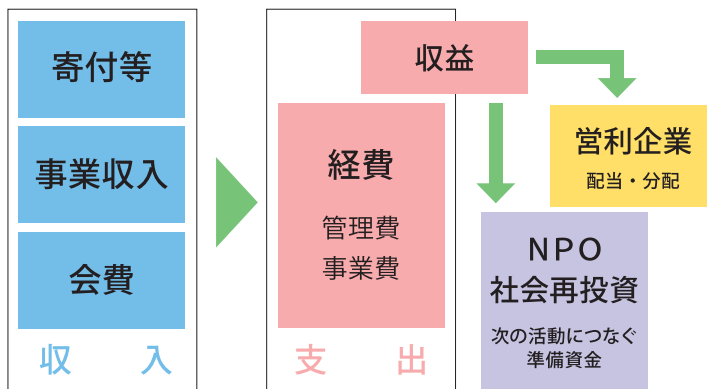 寄付等
事業収入
会費
収入
収益
経費
管理費
事業費
支出
営利企業
配当・分配
NPO
社会再投資
次の活動につなぐ
準備資金